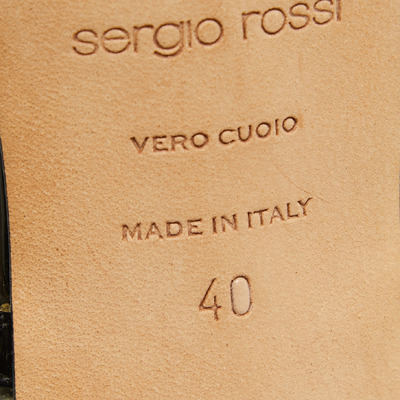 sergio rossi
VERO CUOIO
MADE IN ITALY
40